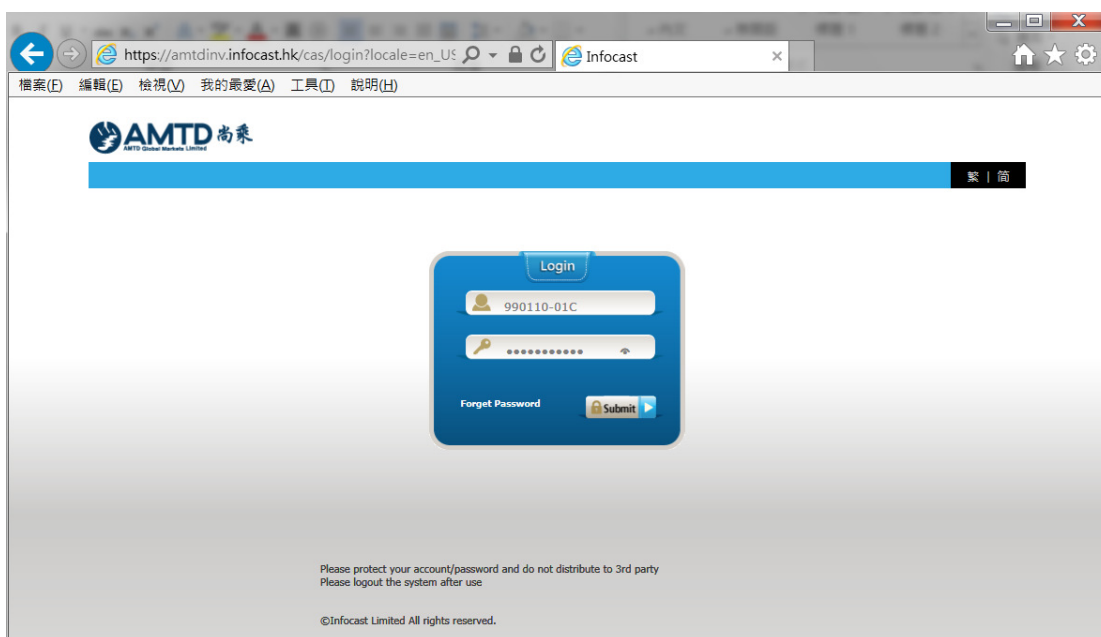 https://amtdinv.infocast.hk/cas/login?locale=en_US
Infocast
檔案(F) 編輯(E) 檢視(V) 我的最愛(A) 工具(T) 說明(H)
AMTD 尚乘
AMTD Global Markets Limited
繁 | 简
Login
990110-01C
•••••••••••
Forget Password
Submit
Please protect your account/password and do not distribute to 3rd party
Please logout the system after use
©Infocast Limited All rights reserved.